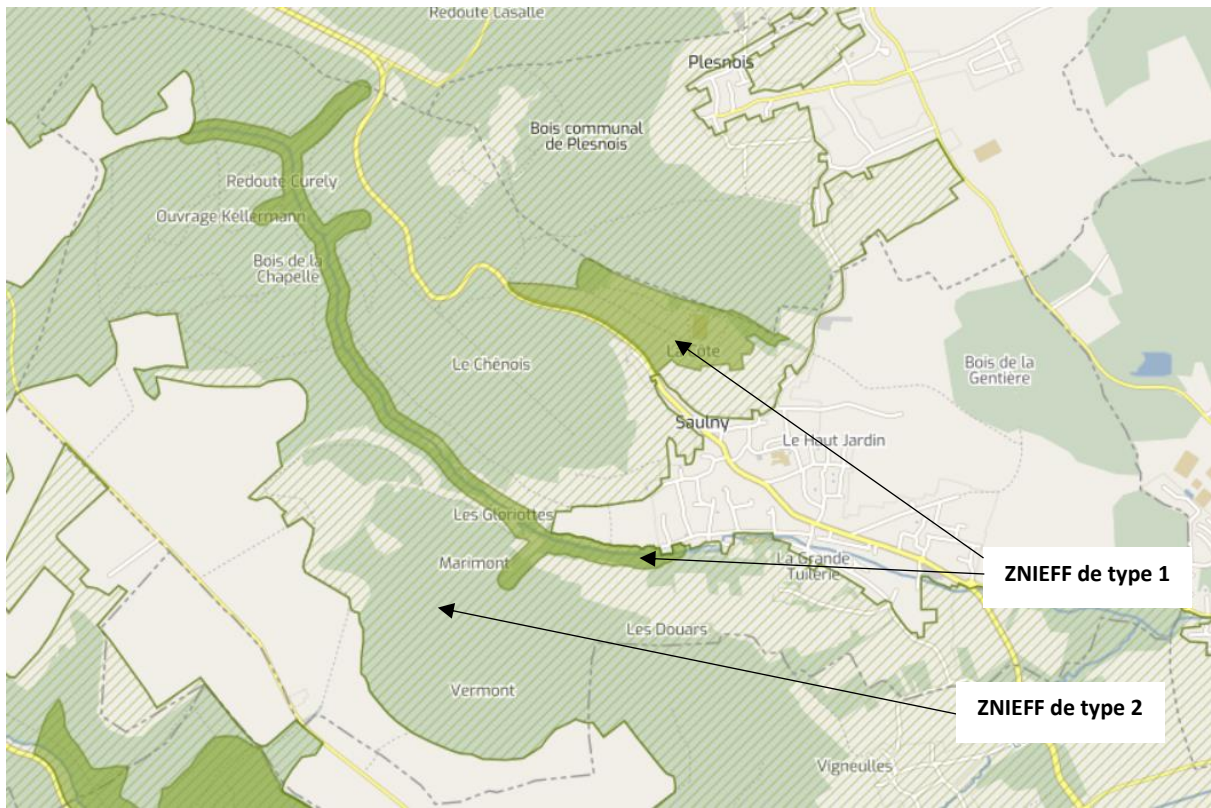 Redoute Lasalle
Plesnois
Bois communal
de Plesnois
Redoute Curely
Ouvrage Kellermann
Bois de la
Chapelle
Le Chênois
La Côte
Bois de la
Gentière
Saulny
Le Haut Jardin
Les Gloriottes
Marimont
La Grande
Tuilerie
ZNIEFF de type 1
Les Douars
Vermont
ZNIEFF de type 2
Vigneulles